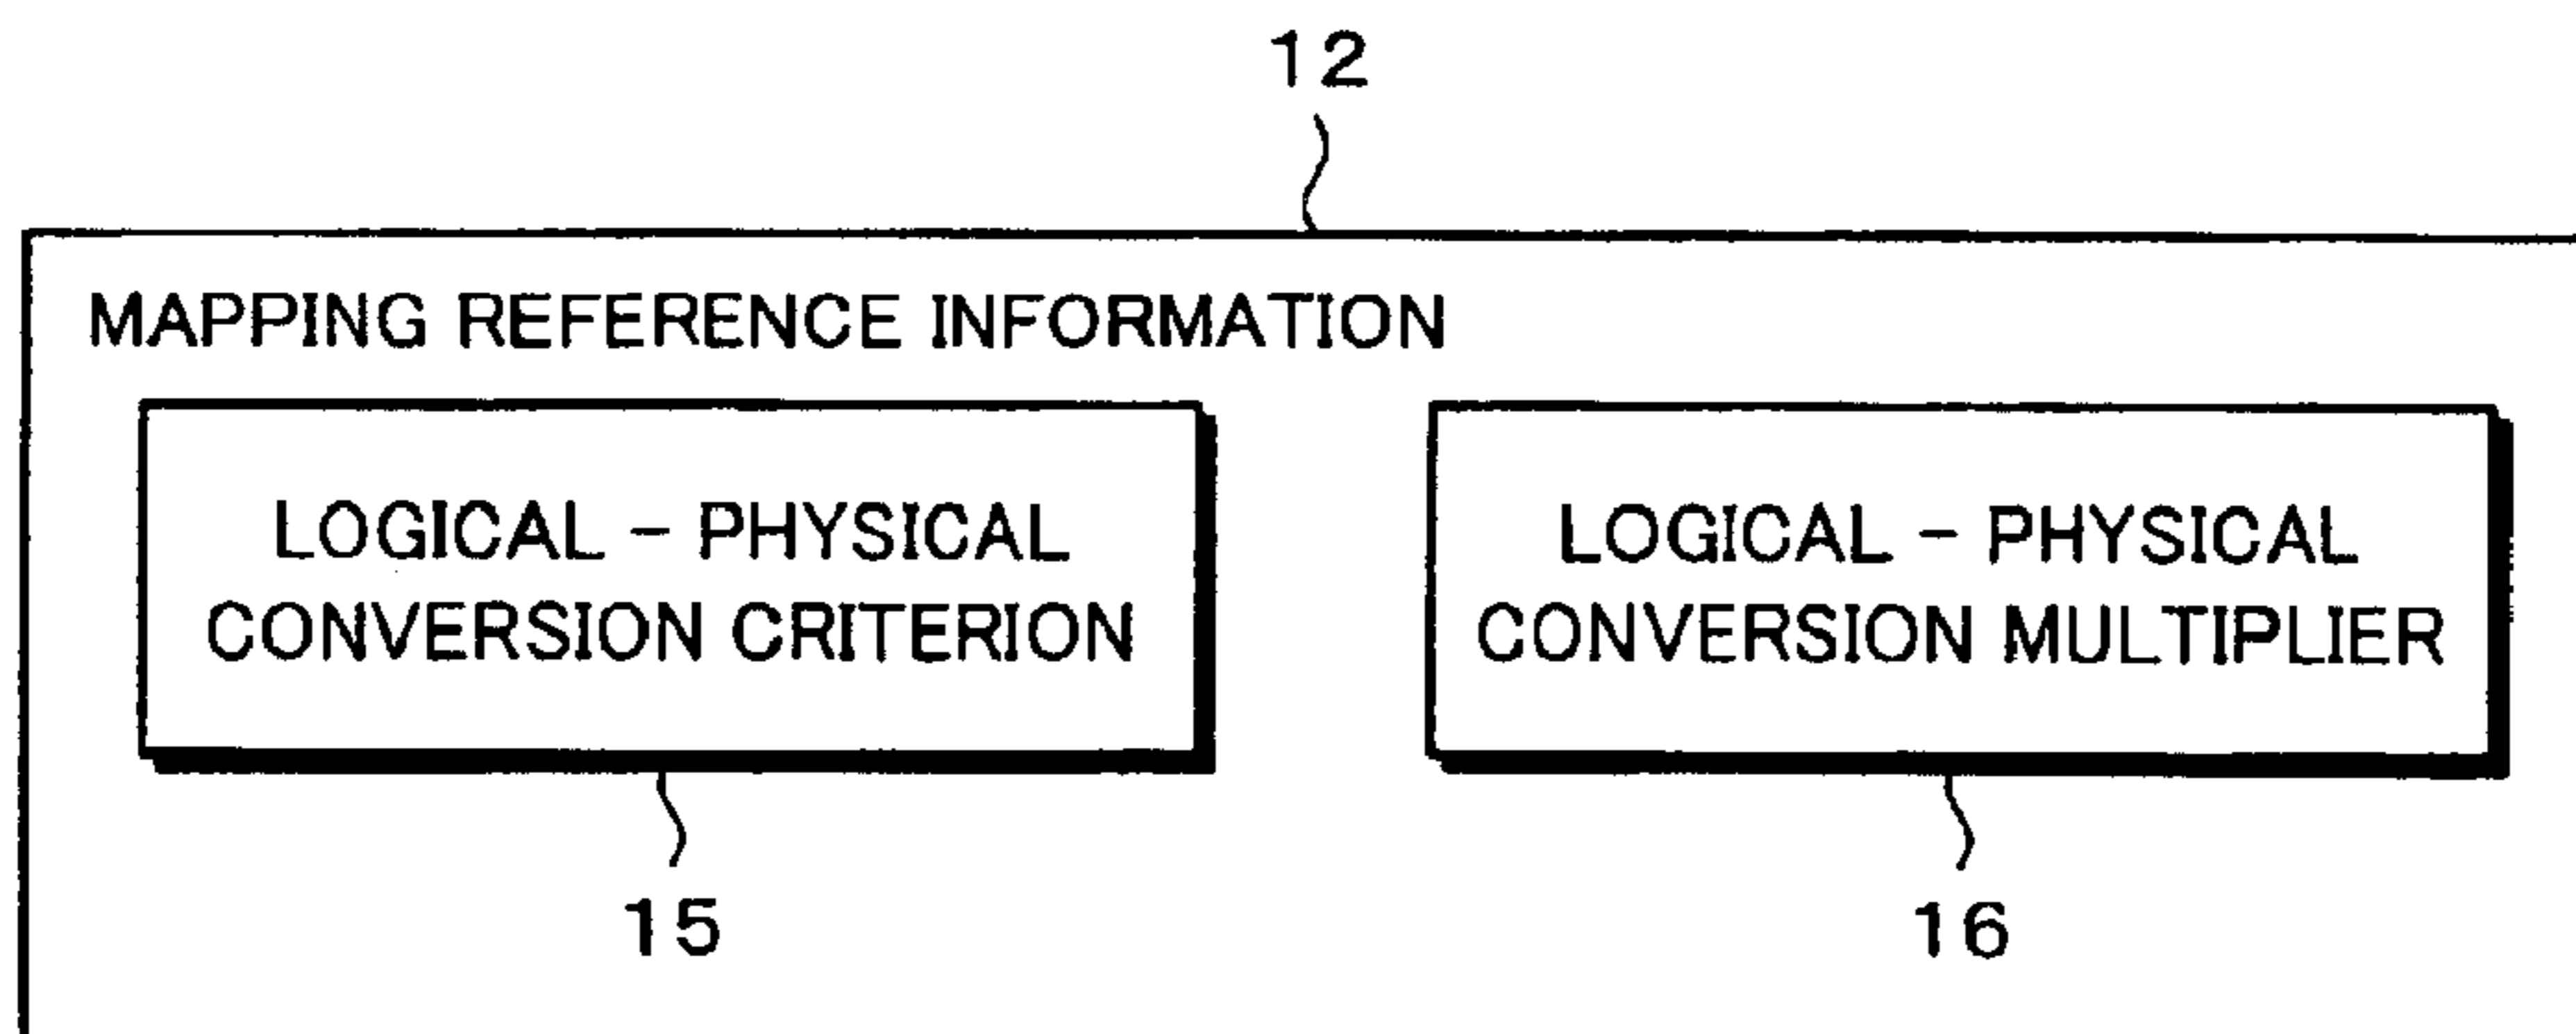 12
MAPPING REFERENCE INFORMATION
LOGICAL - PHYSICAL
CONVERSION CRITERION
LOGICAL - PHYSICAL
CONVERSION MULTIPLIER
15
16